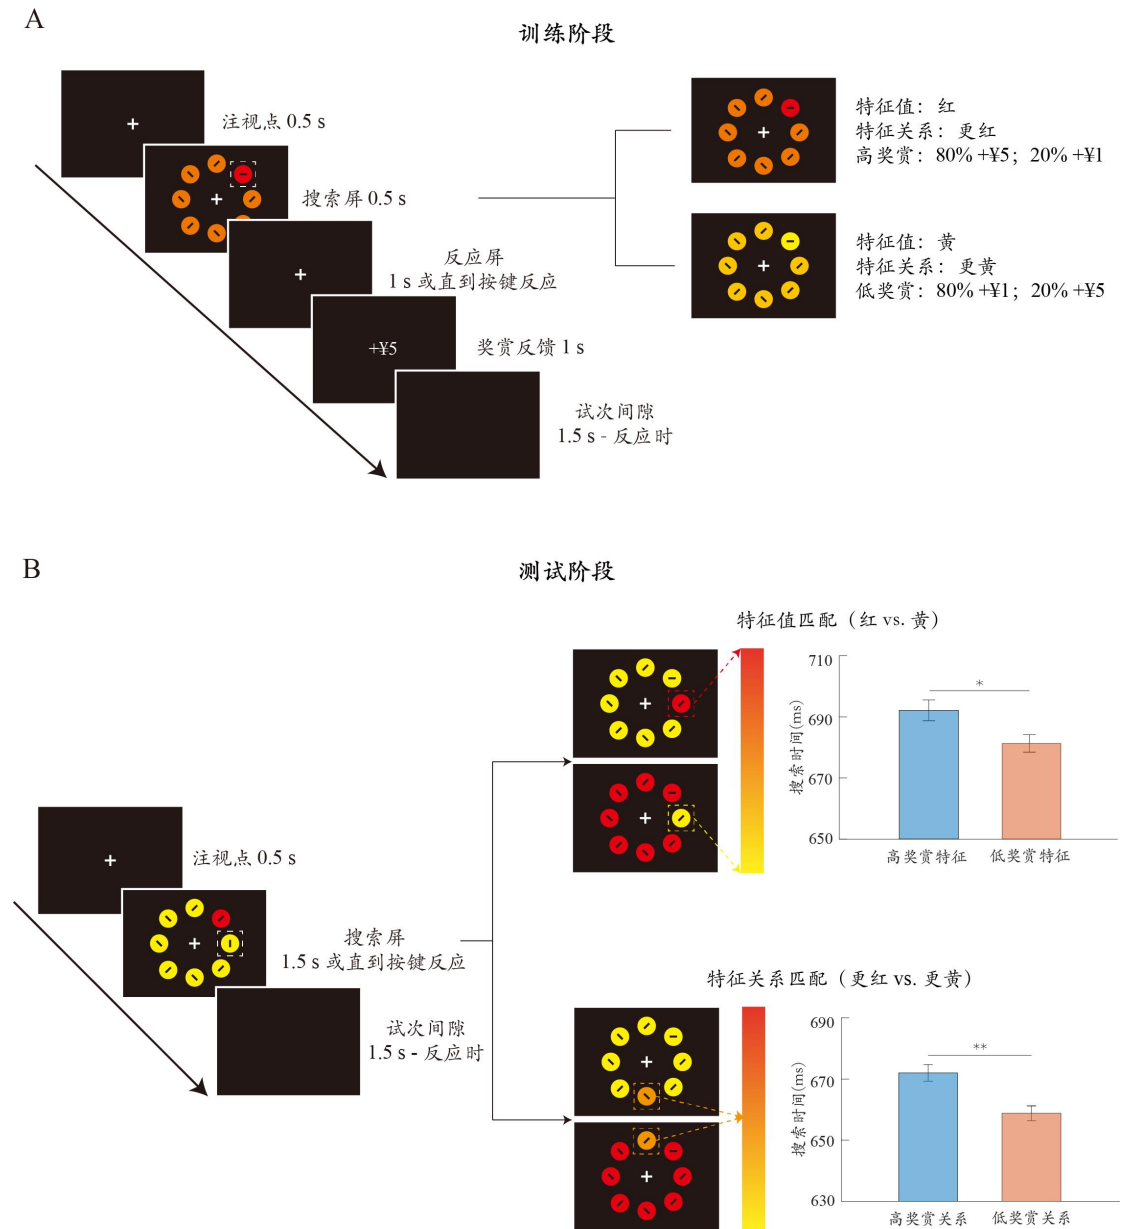 A
训练阶段
注视点 0.5 s
搜索屏 0.5 s
反应屏
1 s 或直到按键反应
+¥5
奖赏反馈 1 s
试次间隙
1.5 s - 反应时
特征值：红
特征关系：更红
高奖赏：80% +¥5；20% +¥1
特征值：黄
特征关系：更黄
低奖赏：80% +¥1；20% +¥5
B
测试阶段
注视点 0.5 s
搜索屏
1.5 s 或直到按键反应
试次间隙
1.5 s - 反应时
特征值匹配（红 vs. 黄）
搜索时间(ms)
710
690
670
650
*
高奖赏特征
低奖赏特征
特征关系匹配（更红 vs. 更黄）
搜索时间(ms)
690
670
650
630
**
高奖赏关系
低奖赏关系